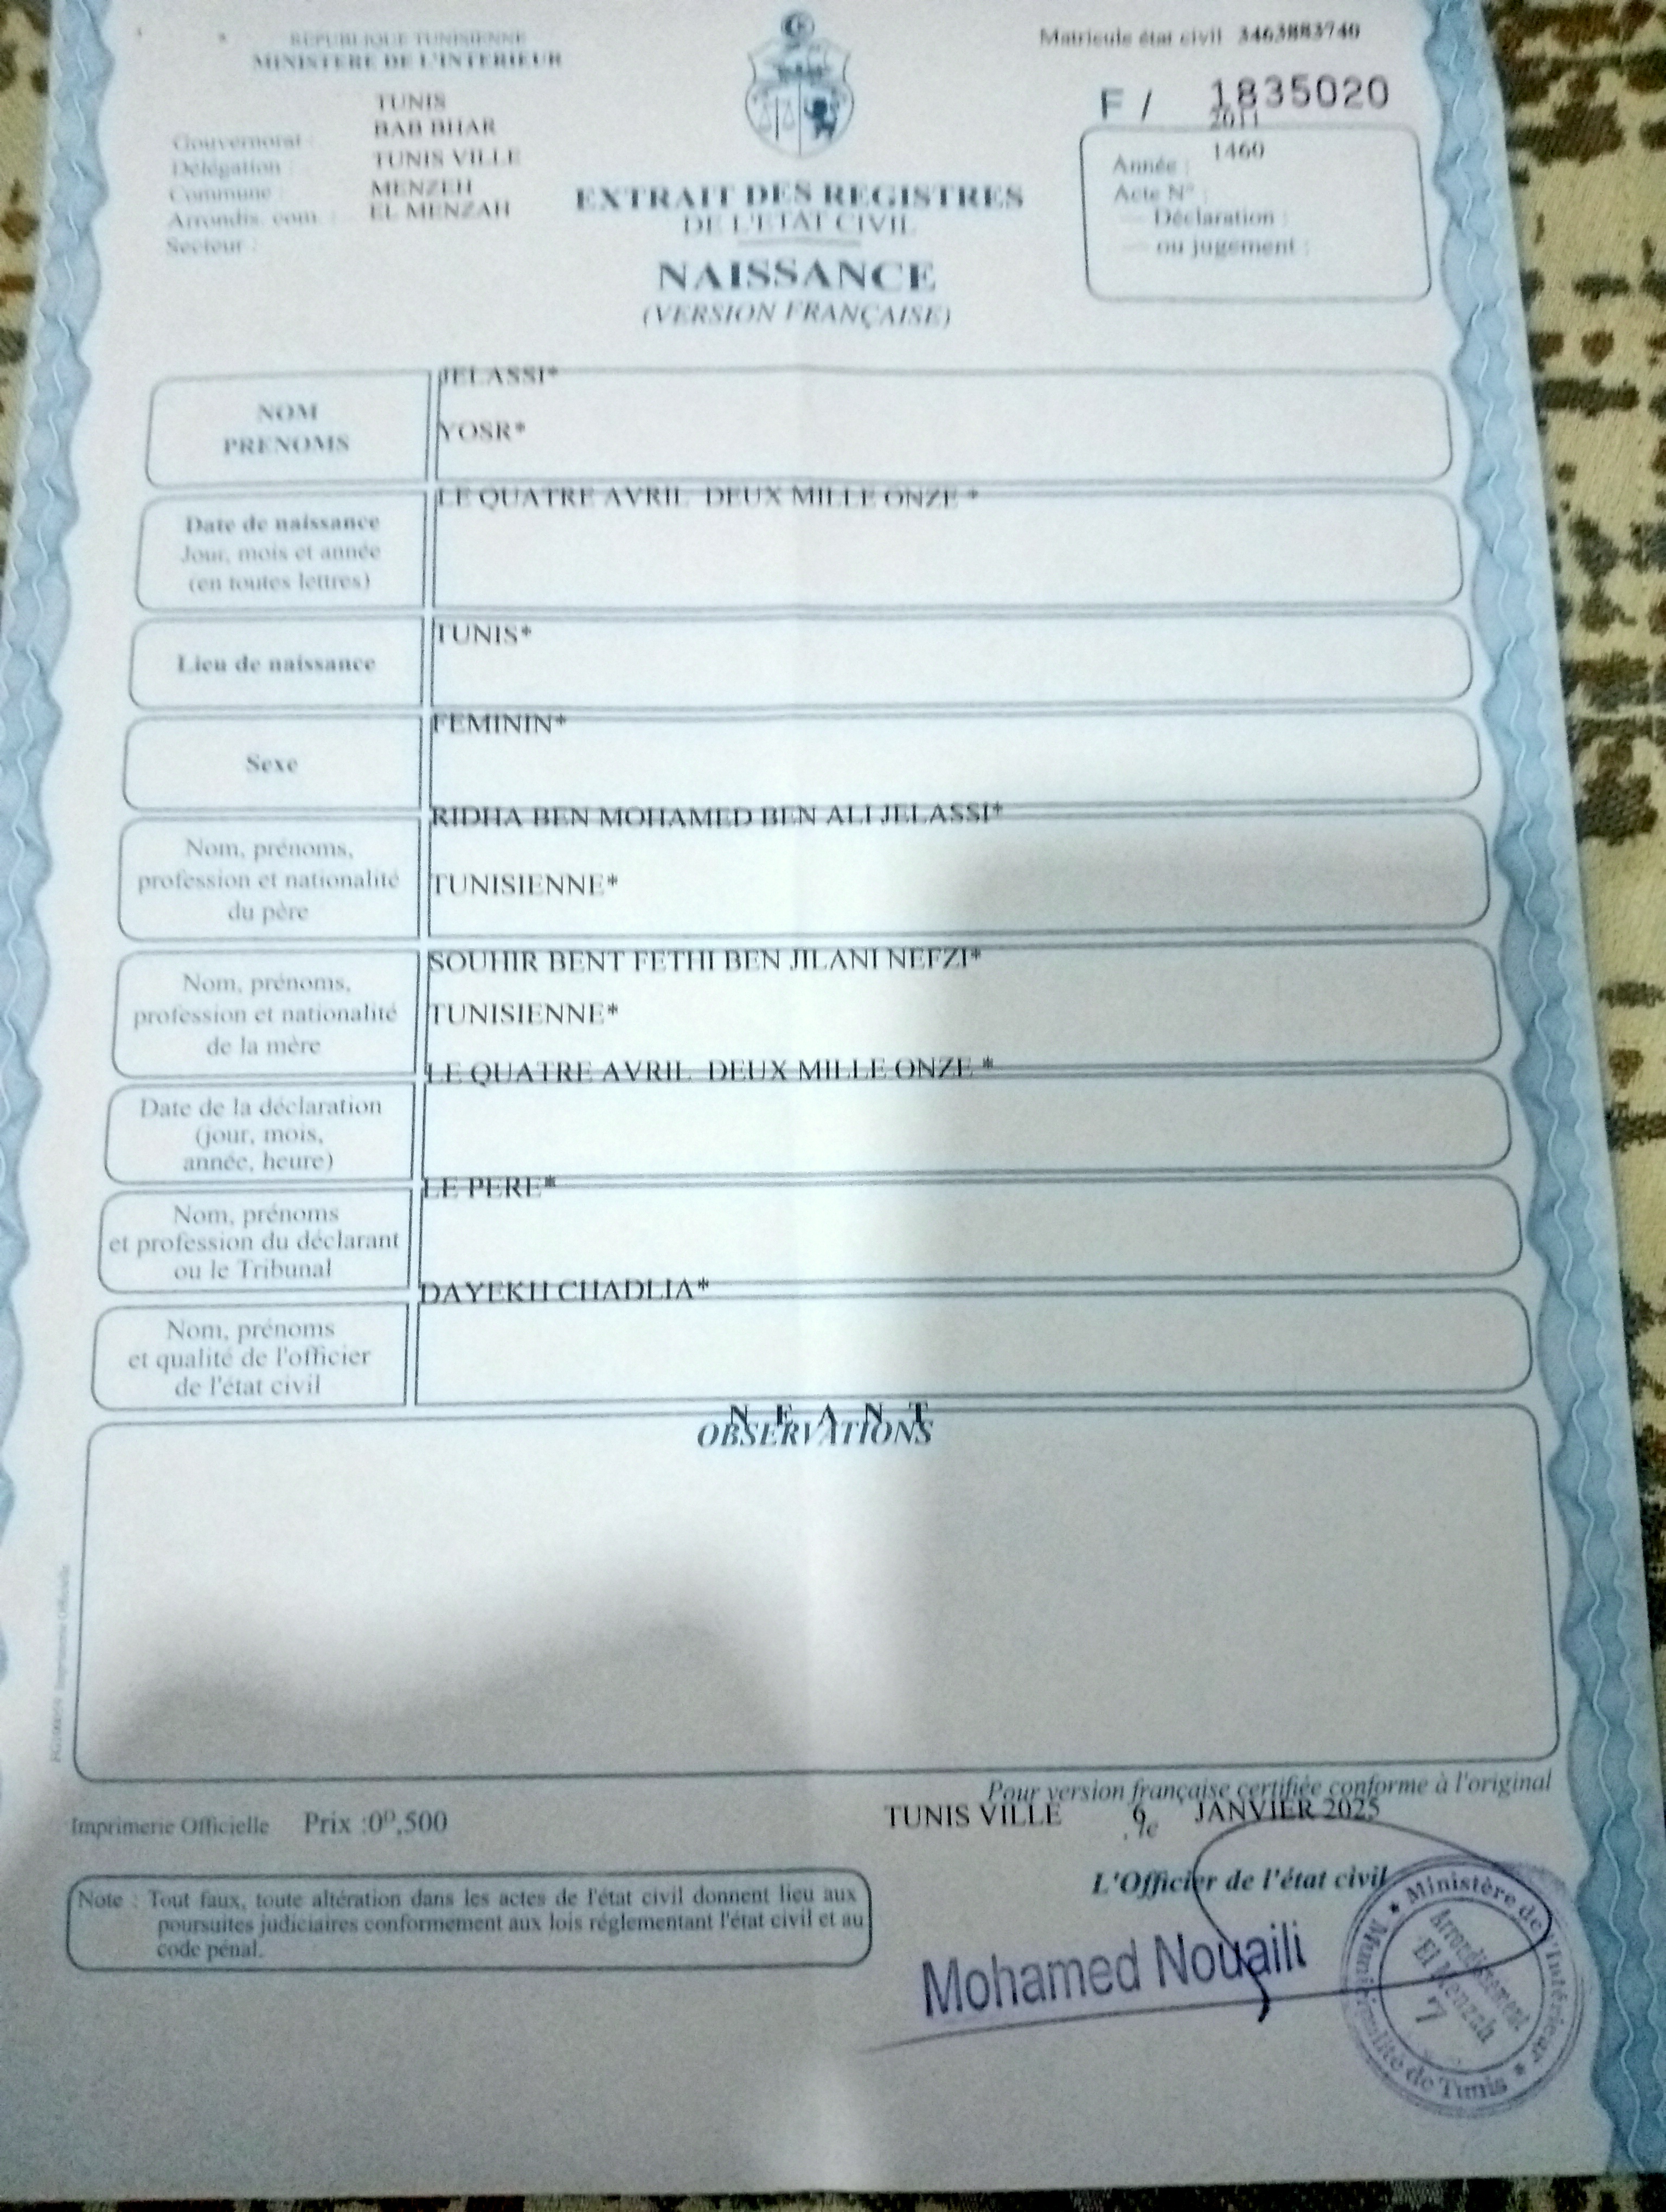 REPUBLIQUE TUNISIENNE
MINISTERE DE L'INTERIEUR
Gouvernorat :
Délégation :
Commune :
Arrondis. com. :
Secteur :
TUNIS
BAB BHAR
TUNIS VILLE
MENZEH
EL MENZAH
EXTRAIT DES REGISTRES
DE L'ETAT CIVIL
NAISSANCE
(VERSION FRANÇAISE)
Matricule état civil 3463883740
F / 1835020
2011
1460
Année :
Acte N° :
Déclaration :
ou jugement :
NOM
PRENOMS
JELASSI*
YOSR*
Date de naissance
Jour, mois et année
(en toutes lettres)
LE QUATRE AVRIL DEUX MILLE ONZE *
Lieu de naissance
TUNIS*
Sexe
FEMININ*
Nom, prénoms,
profession et nationalité
du père
RIDHA BEN MOHAMED BEN ALI JELASSI*
TUNISIENNE*
Nom, prénoms,
profession et nationalité
de la mère
SOUHIR BENT FETHI BEN JILANI NEFZI*
TUNISIENNE*
Date de la déclaration
(jour, mois,
année, heure)
LE QUATRE AVRIL DEUX MILLE ONZE *
Nom, prénoms
et profession du déclarant
ou le Tribunal
LE PERE*
Nom, prénoms
et qualité de l'officier
de l'état civil
DAYEKH CHADLIA*
N E A N T
OBSERVATIONS
Imprimerie Officielle
Pour version française certifiée conforme à l'original
TUNIS VILLE , le JANVIER 2025
Imprimerie Officielle Prix :0ᴰ,500
L'Officier de l'état civil
Note : Tout faux, toute altération dans les actes de l'état civil donnent lieu aux
poursuites judiciaires conformement aux lois réglementant l'état civil et au
code pénal.
Mohamed Nouaili
★ Ministère de l'Intérieur ★
Municipalité de Tunis
Arrondissement
El Menzah
7